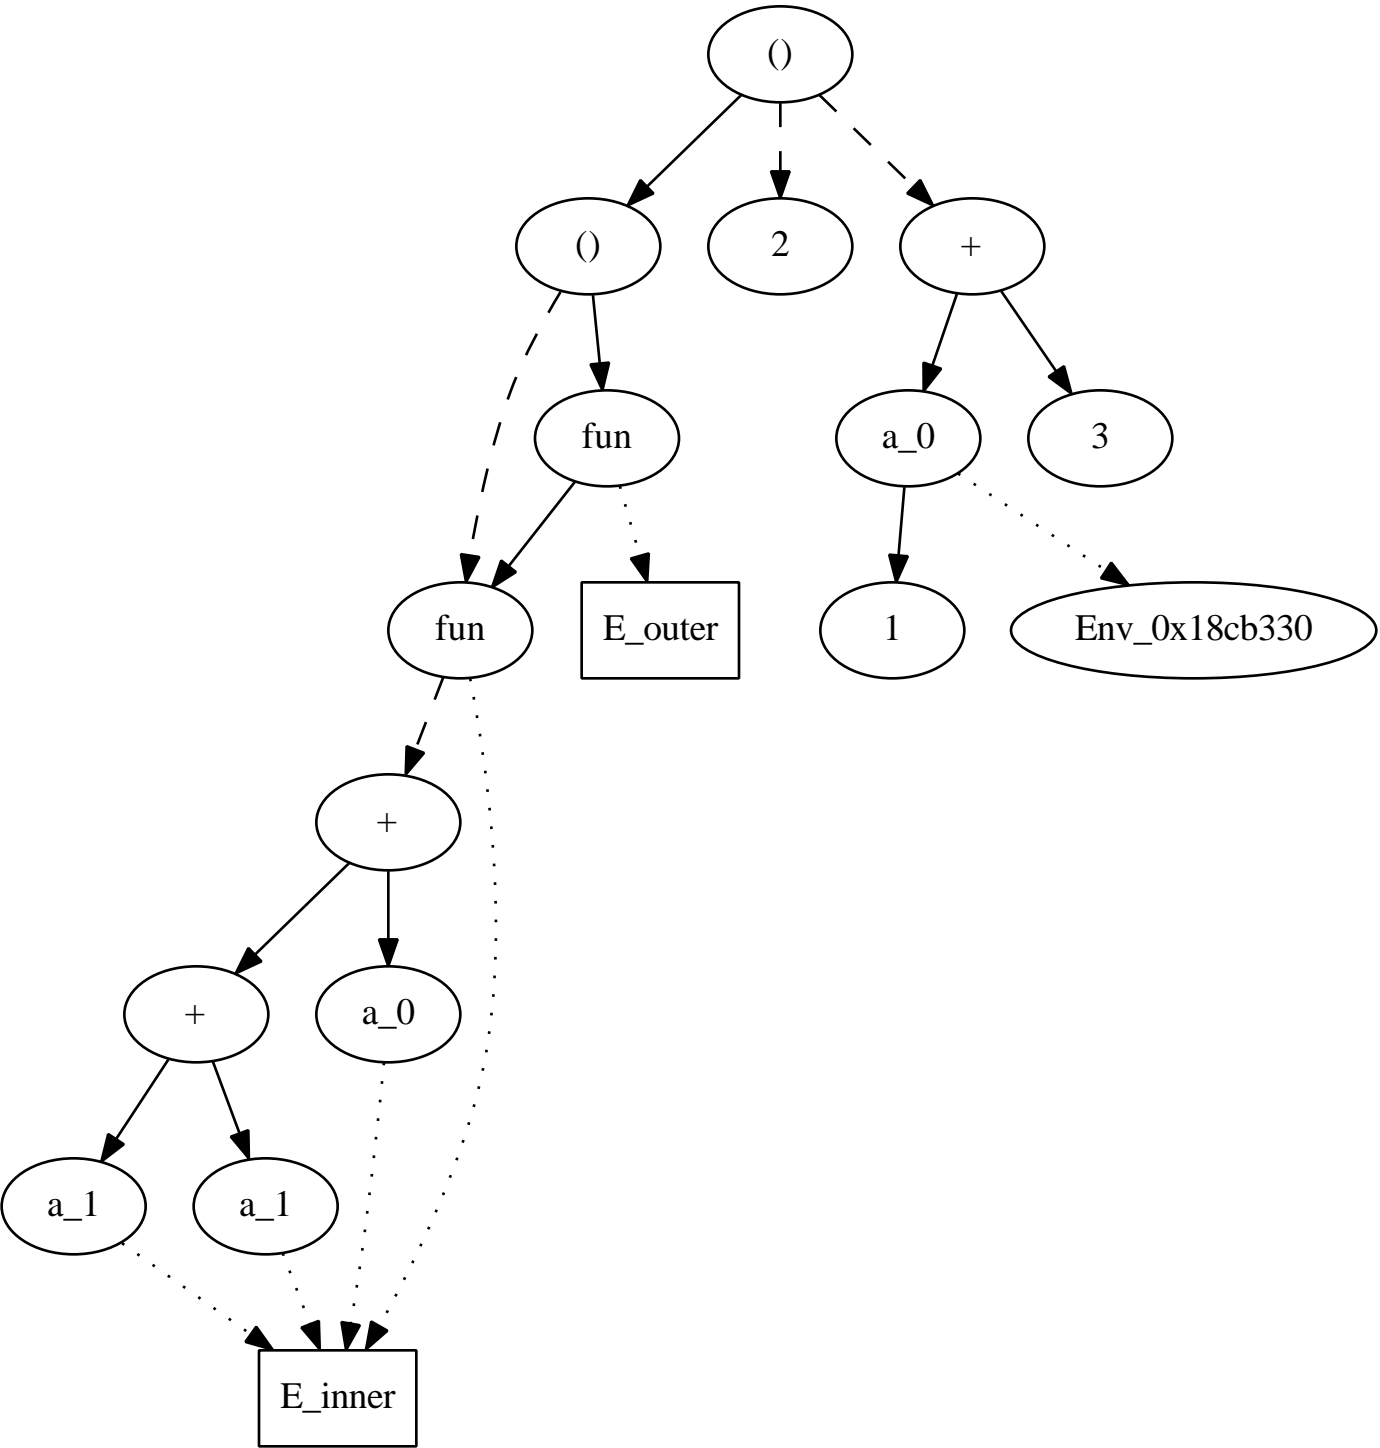 ()
()
2
+
fun
a_0
3
fun
E_outer
1
Env_0x18cb330
+
+
a_0
a_1
a_1
E_inner